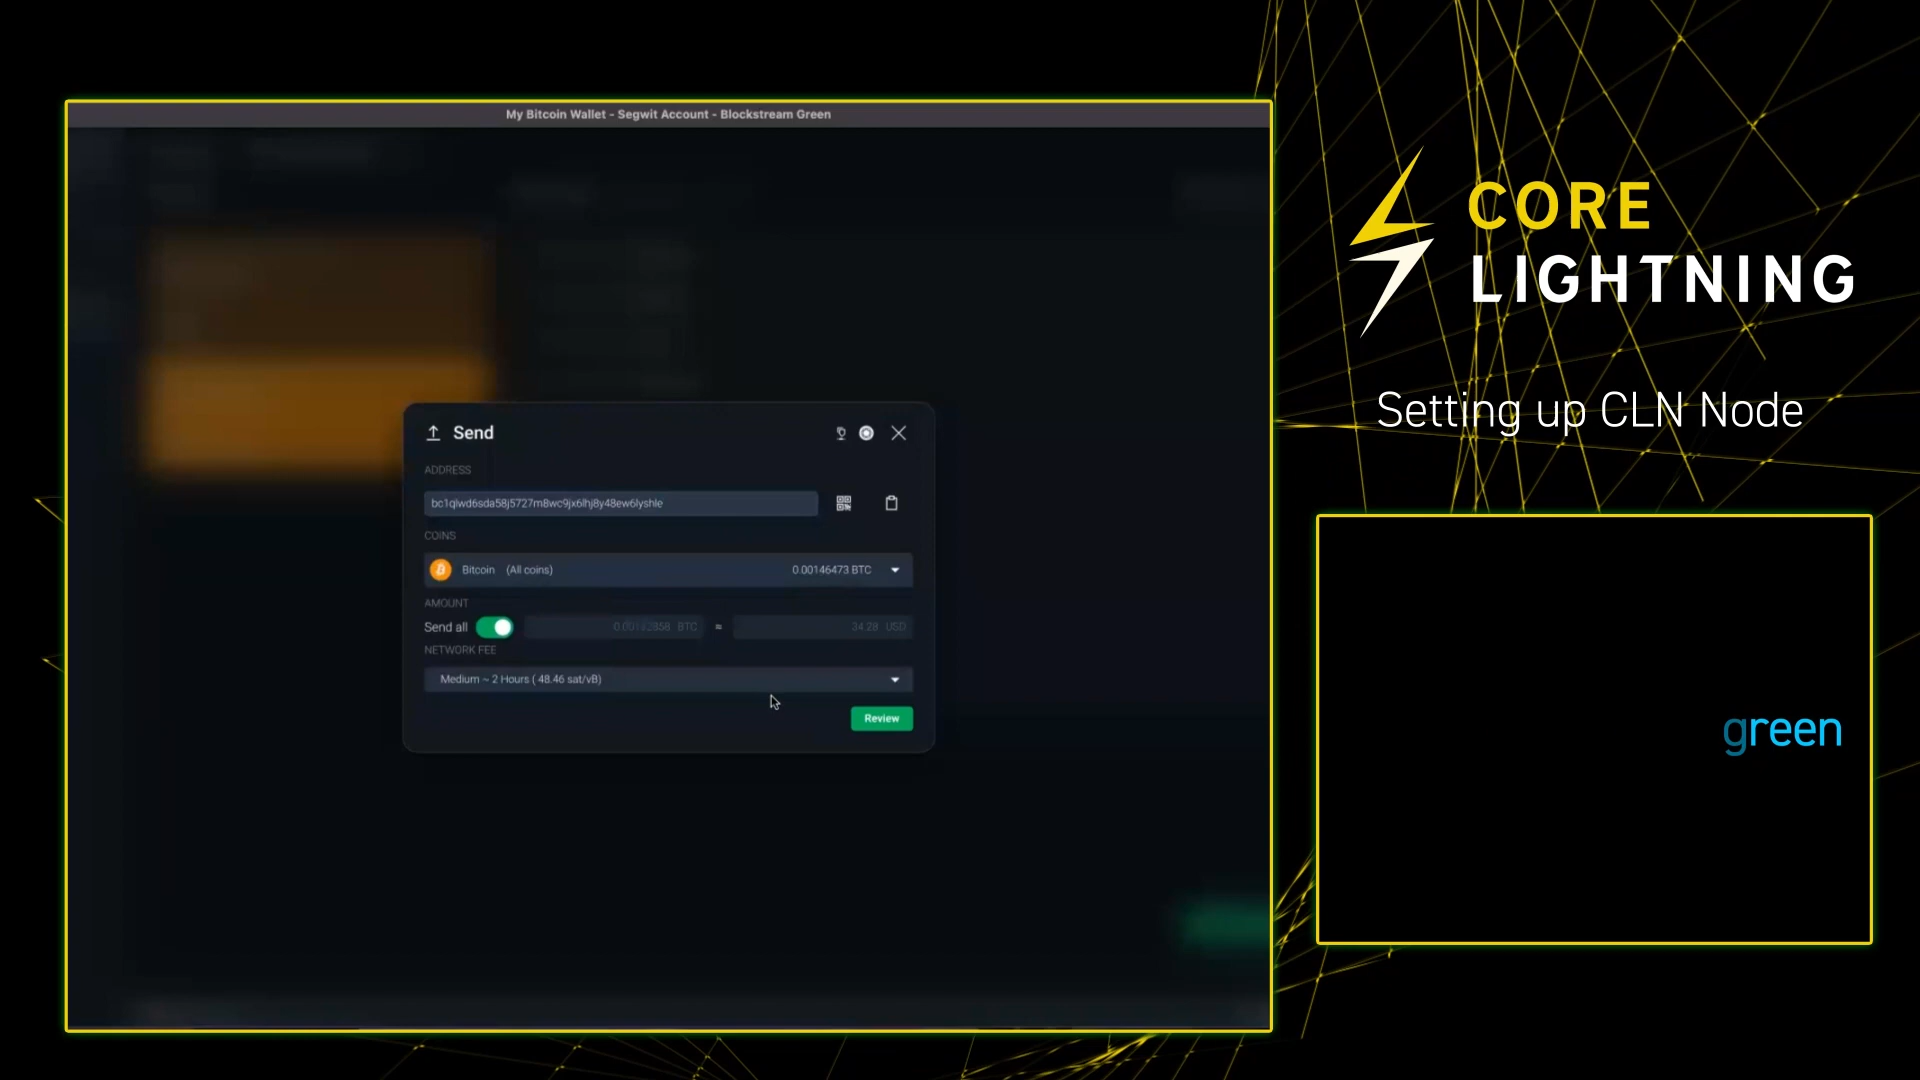 My Bitcoin Wallet - Segwit Account - Blockstream Green
CORE
LIGHTNING
Setting up CLN Node
Send
ADDRESS
COINS
Bitcoin (All coins) 0.00146473 BTC
AMOUNT
Send all BTC ≈ 34.28 USD
NETWORK FEE
Medium ~ 2 Hours ( 48.46 sat/vB)
Review
green